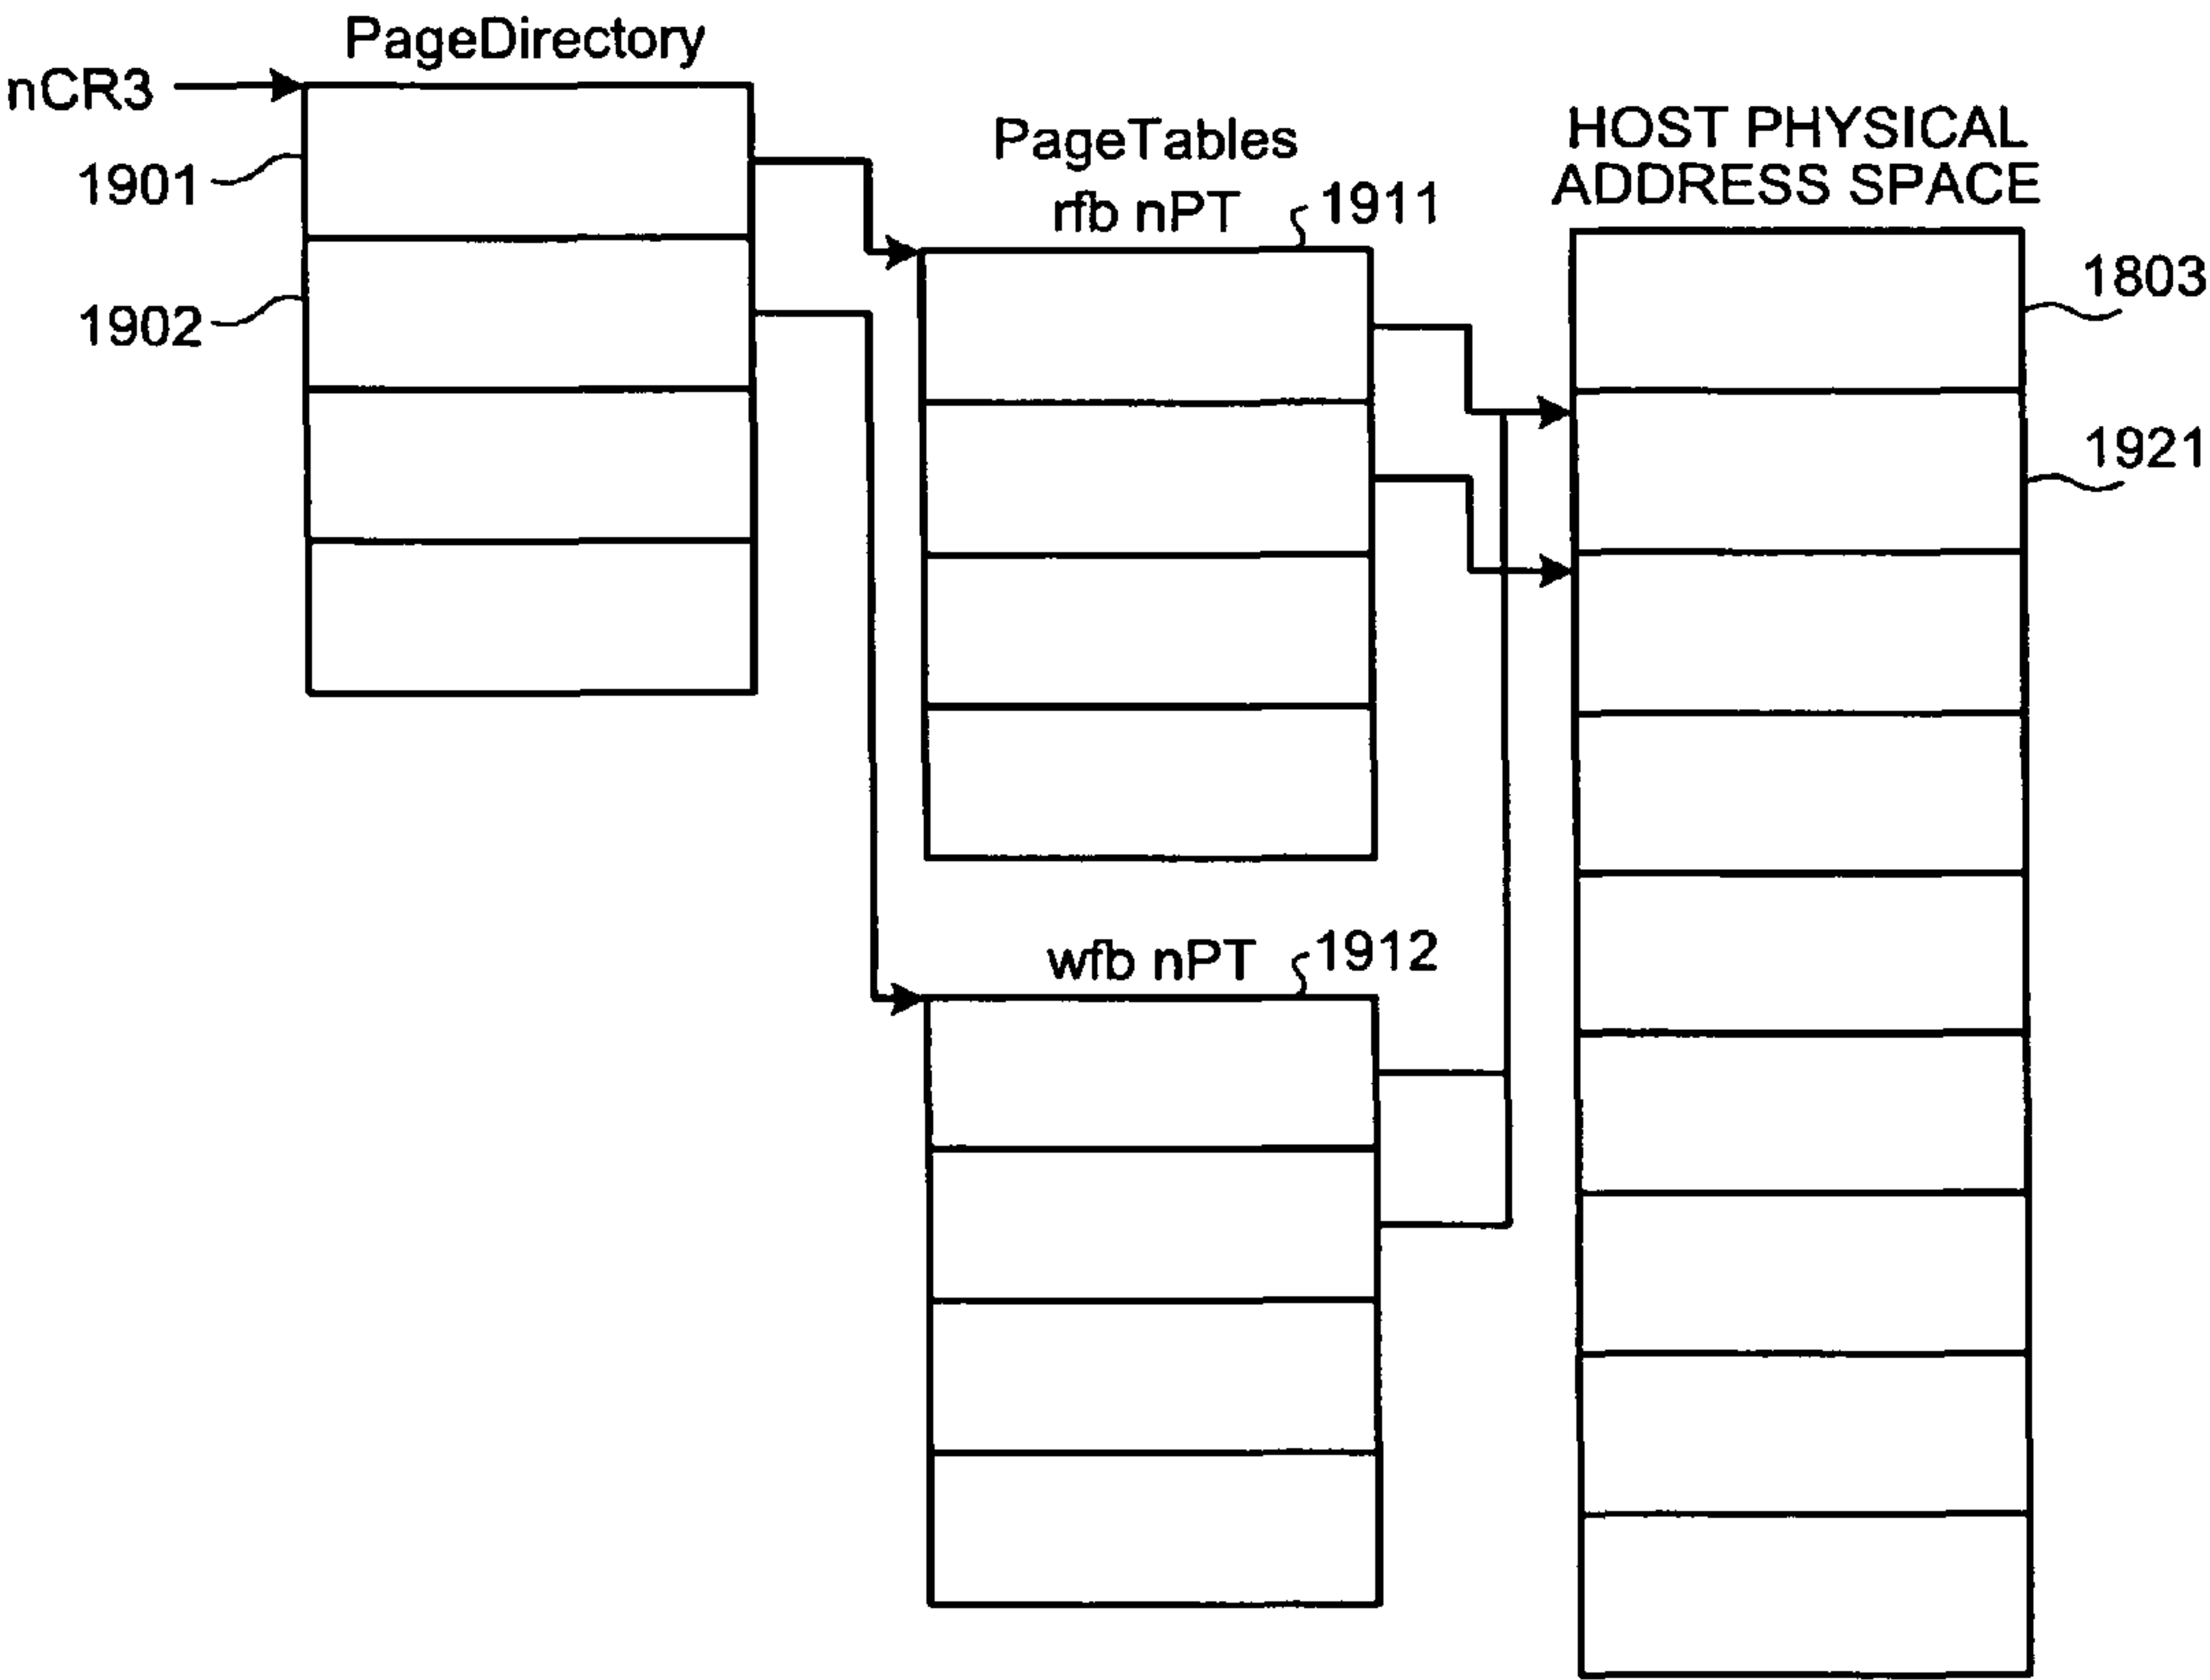 PageDirectory
nCR3
1901
1902
PageTables
rfb nPT
1911
wfb nPT
1912
HOST PHYSICAL
ADDRESS SPACE
1803
1921